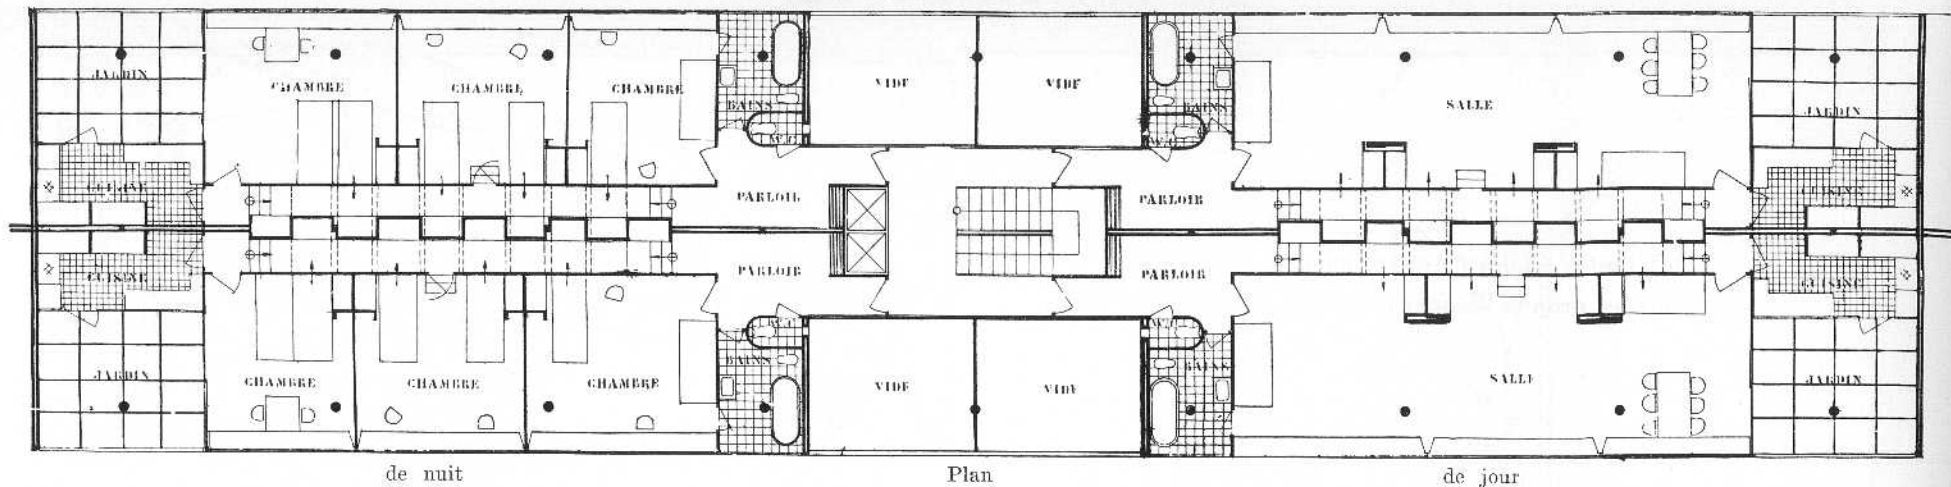 JARDIN CHAMBRE CHAMBRE CHAMBRE BAINS VIDE VIDE BAINS SALLE JARDIN
W.C. W.C.
CUISINE PARLOIR PARLOIR CUISINE
CUISINE PARLOIR PARLOIR CUISINE
W.C. W.C.
JARDIN CHAMBRE CHAMBRE CHAMBRE BAINS VIDE VIDE BAINS SALLE JARDIN
de nuit Plan de jour